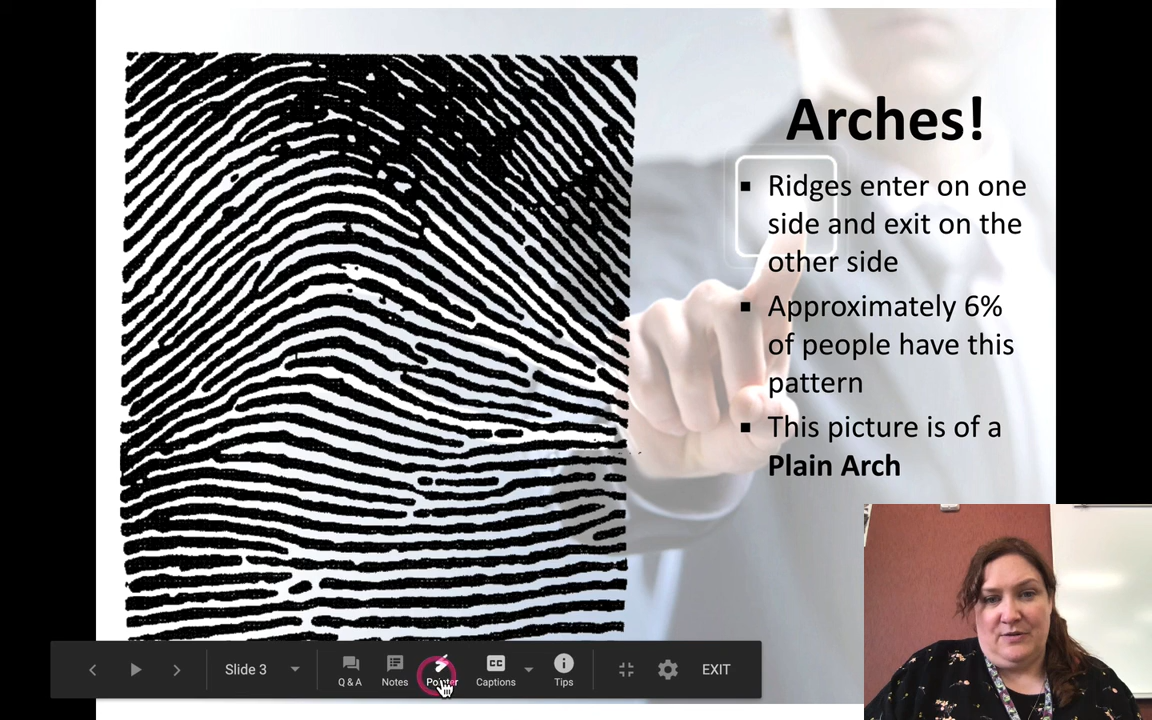 Arches!
▪ Ridges enter on one
side and exit on the
other side
▪ Approximately 6%
of people have this
pattern
▪ This picture is of a
Plain Arch
Slide 3
Q & A
Notes
Pointer
CC
Captions
Tips
EXIT